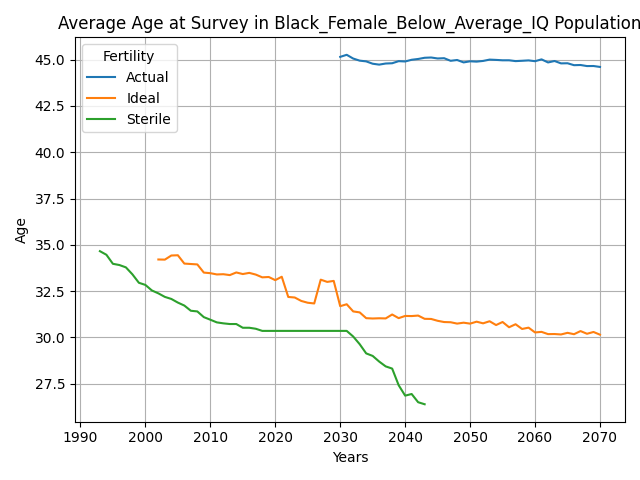 Average Age at Survey in Black_Female_Below_Average_IQ Population
Fertility
Actual
Ideal
Sterile
Age
45.0
42.5
40.0
37.5
35.0
32.5
30.0
27.5
1990 2000 2010 2020 2030 2040 2050 2060 2070
Years